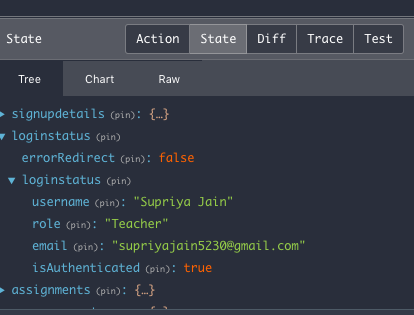 State Action State Diff Trace Test
Tree Chart Raw
signupdetails (pin): {…}
loginstatus (pin)
errorRedirect (pin): false
loginstatus (pin)
username (pin): "Supriya Jain"
role (pin): "Teacher"
email (pin): "supriyajain5230@gmail.com"
isAuthenticated (pin): true
assignments (pin): {…}